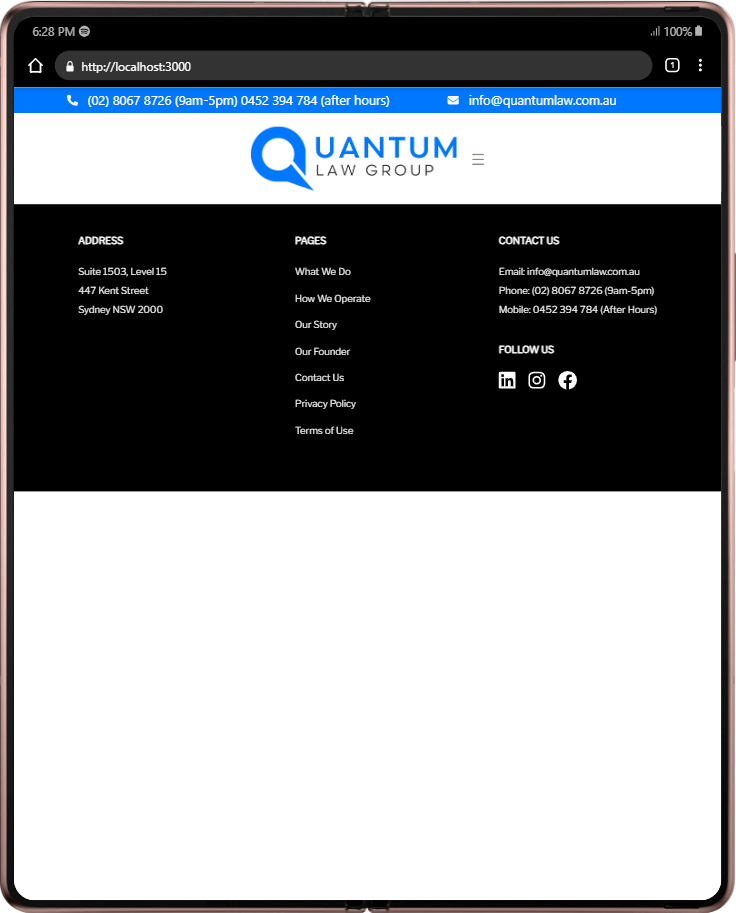 6:28 PM
100%
http://localhost:3000
1
(02) 8067 8726 (9am-5pm) 0452 394 784 (after hours)
info@quantumlaw.com.au
QUANTUM
LAW GROUP
ADDRESS
Suite 1503, Level 15
447 Kent Street
Sydney NSW 2000
PAGES
What We Do
How We Operate
Our Story
Our Founder
Contact Us
Privacy Policy
Terms of Use
CONTACT US
Email: info@quantumlaw.com.au
Phone: (02) 8067 8726 (9am-5pm)
Mobile: 0452 394 784 (After Hours)
FOLLOW US